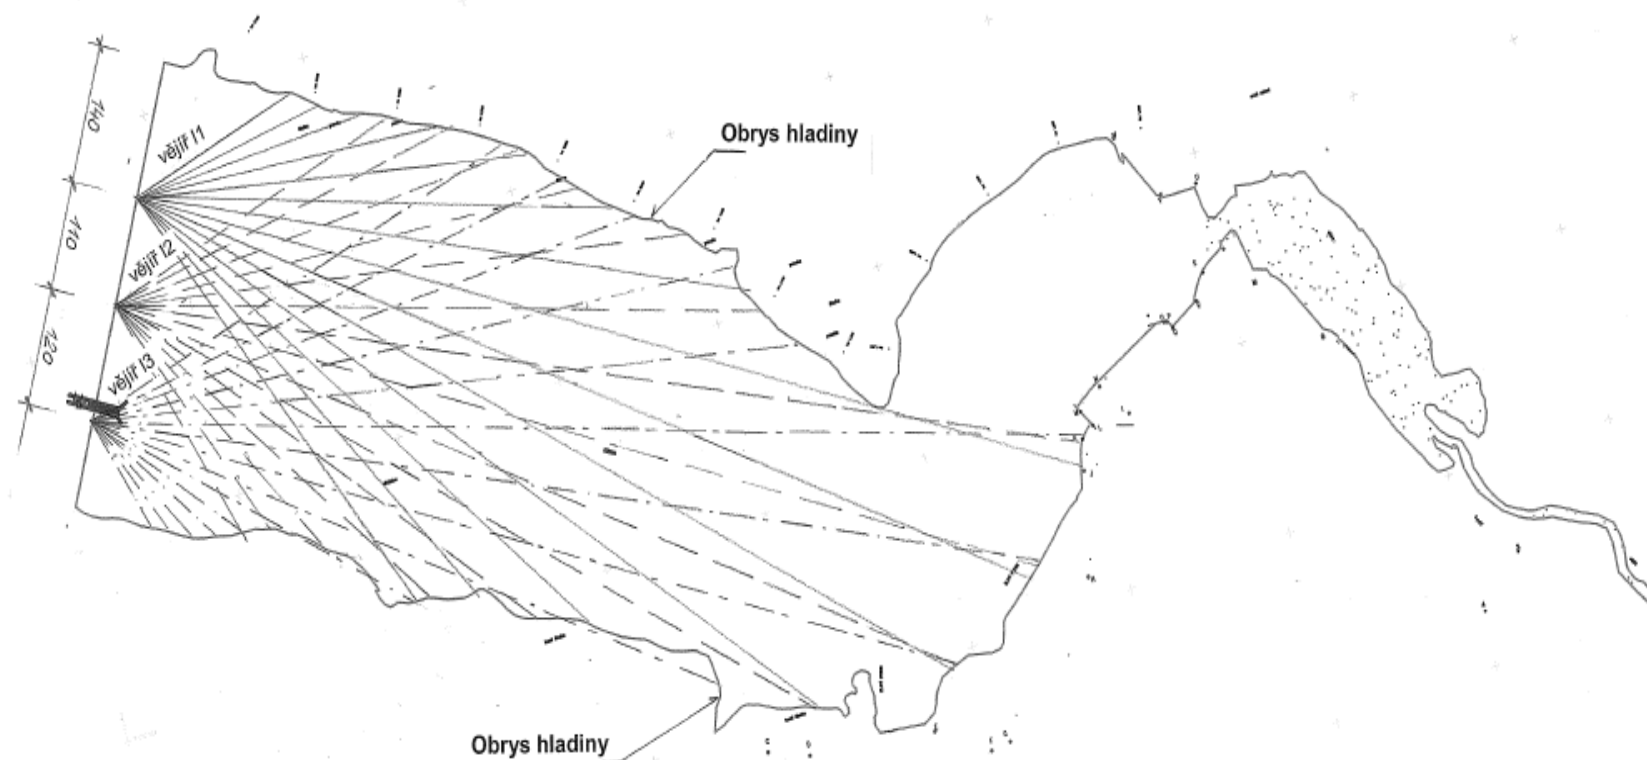 140
vějíř I1
Obrys hladiny
110
vějíř I2
120
vějíř I3
Obrys hladiny